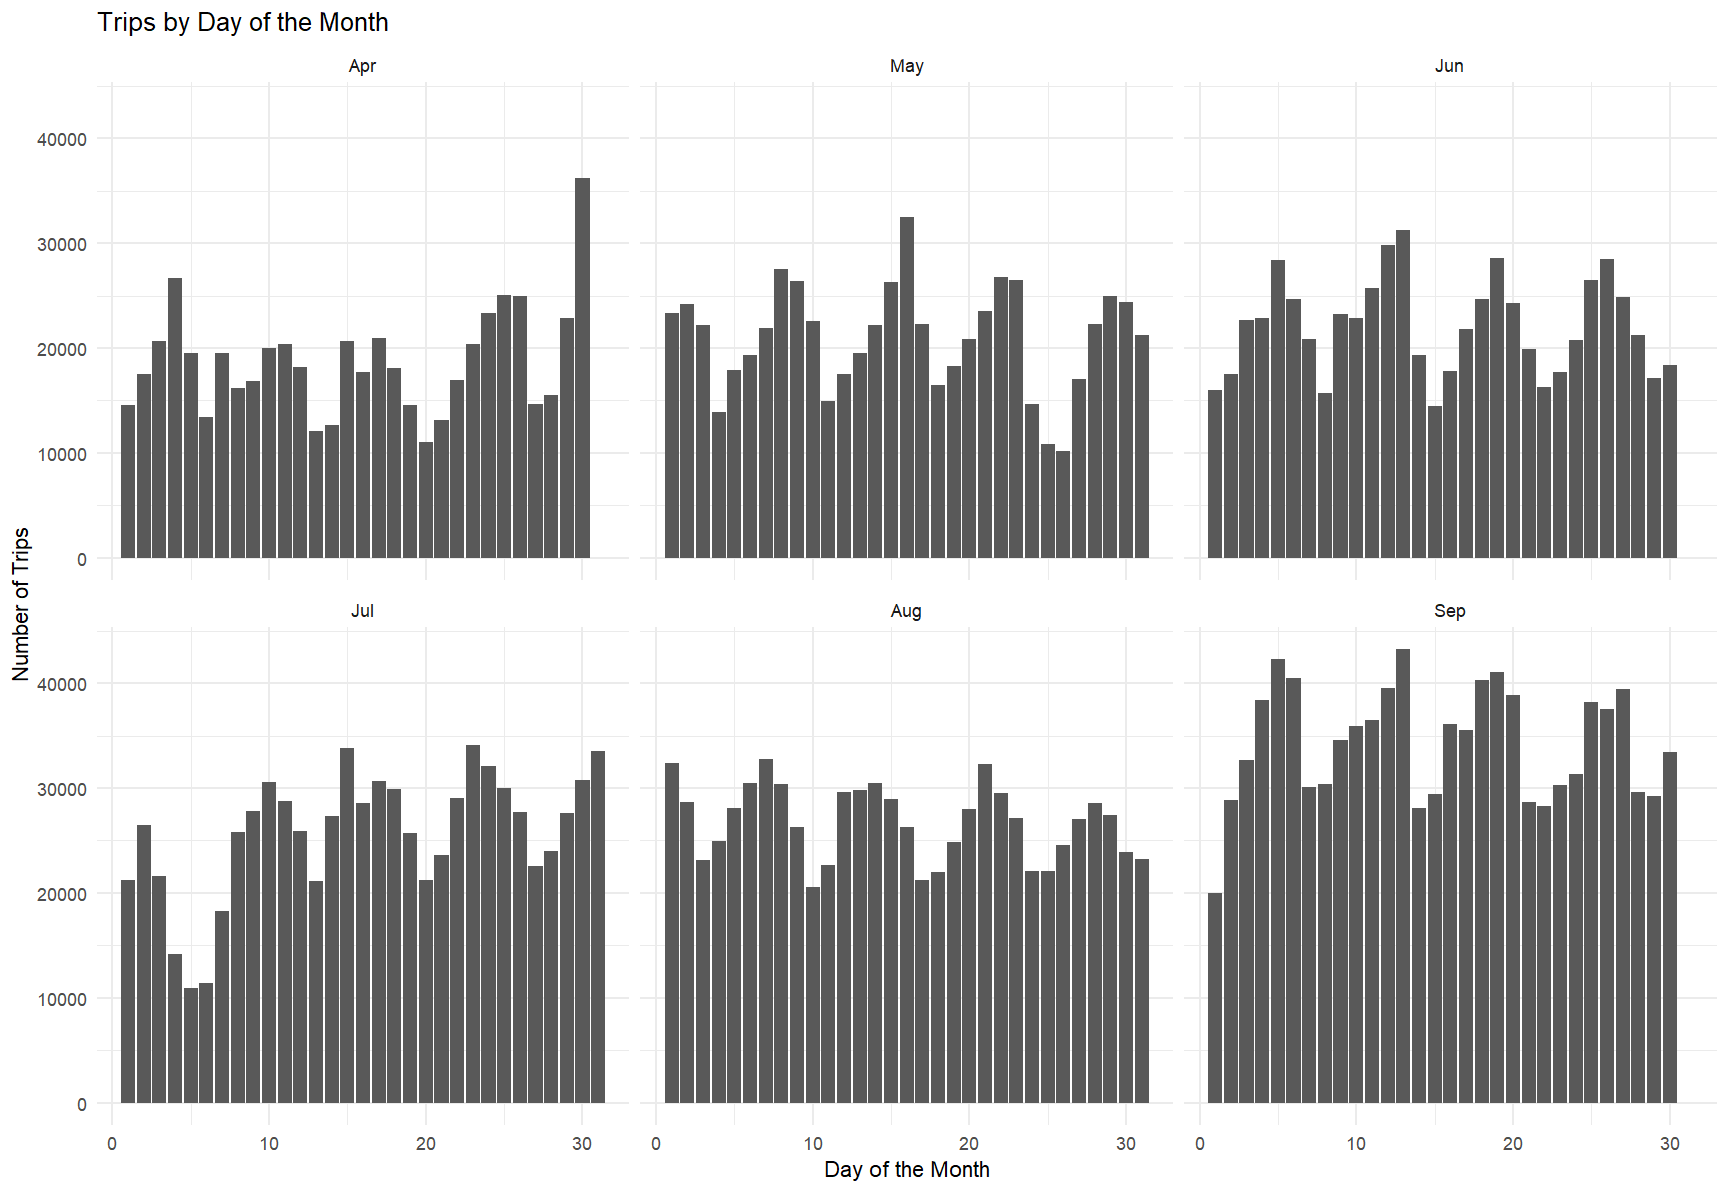 Trips by Day of the Month
Apr
May
Jun
40000
30000
20000
10000
0
Number of Trips
Jul
Aug
Sep
40000
30000
20000
10000
0
0 10 20 30
0 10 20 30
0 10 20 30
Day of the Month